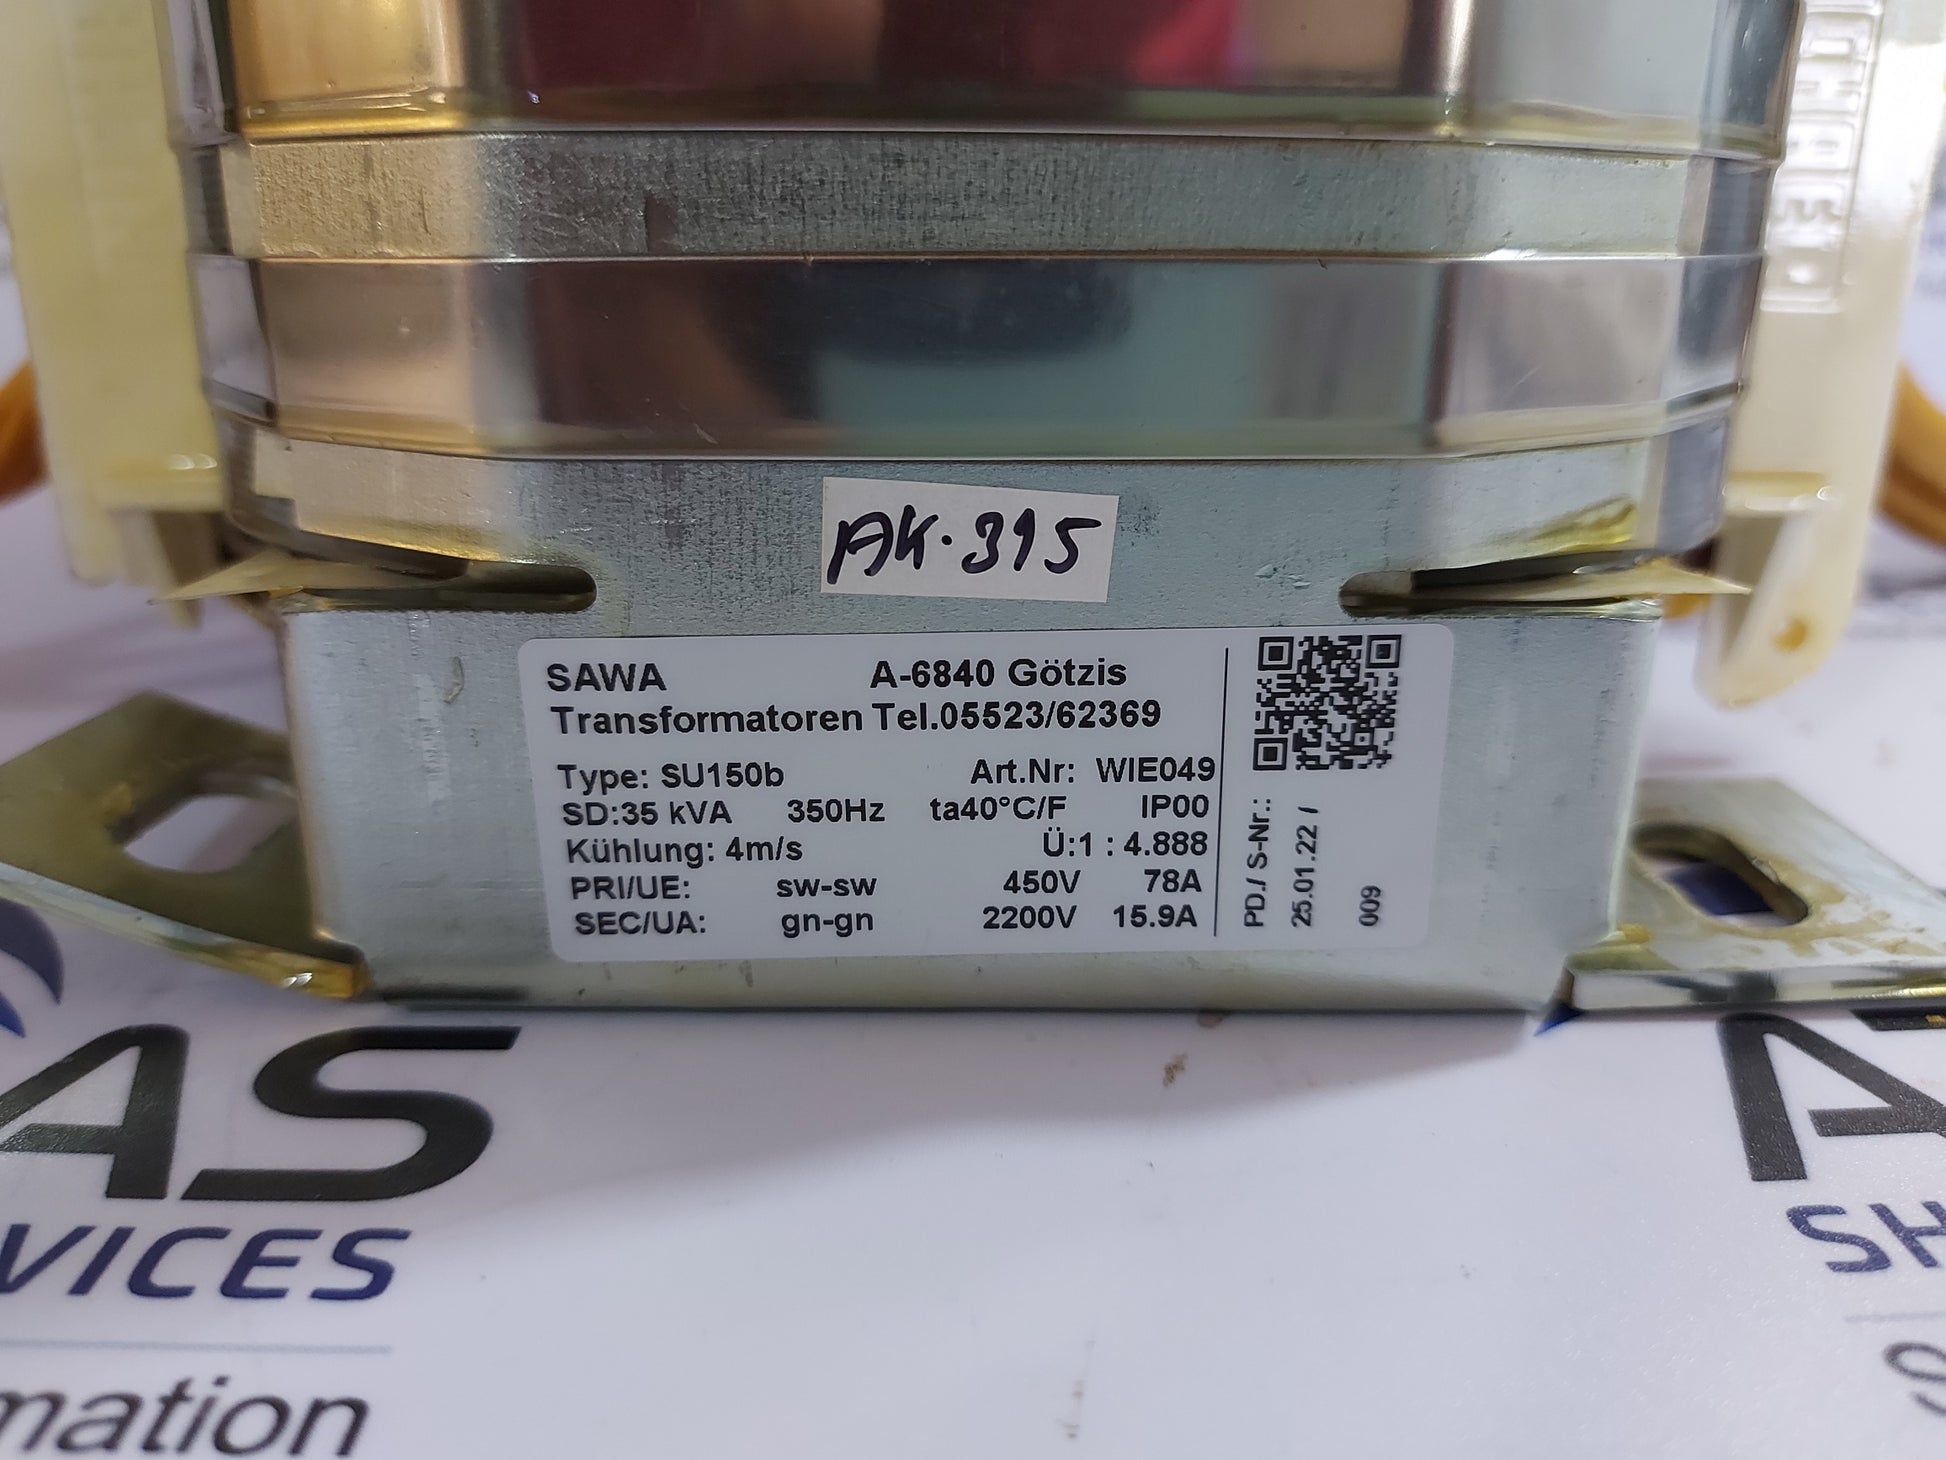 AK-315
SAWA A-6840 Götzis
Transformatoren Tel.05523/62369
Type: SU150b Art.Nr: WIE049
SD:35 kVA 350Hz ta40°C/F IP00
Kühlung: 4m/s Ü:1 : 4.888
PRI/UE: sw-sw 450V 78A
SEC/UA: gn-gn 2200V 15.9A
PD./ S-Nr.:
25.01.22 /
009
AS
VICES
mation
A
SH